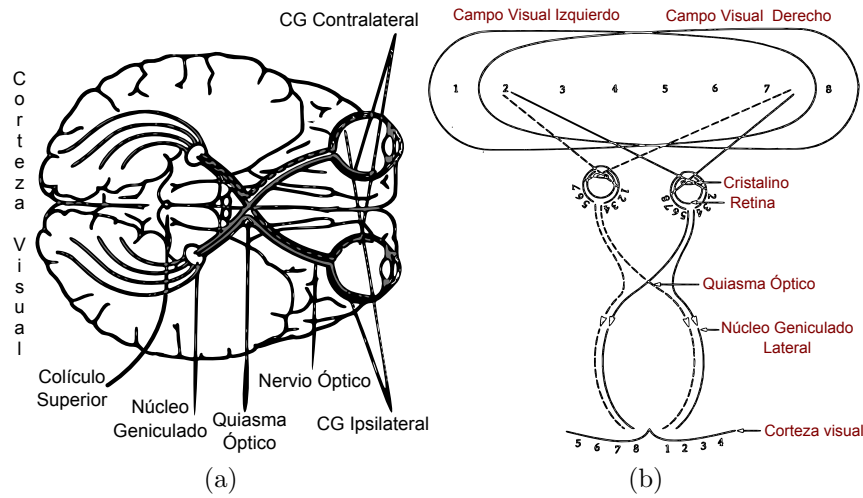 CG Contralateral
Corteza Visual
Colículo
Superior
Núcleo
Geniculado
Quiasma
Óptico
Nervio Óptico
CG Ipsilateral
(a)
Campo Visual Izquierdo
Campo Visual Derecho
1 2 3 4 5 6 7 8
Cristalino
Retina
Quiasma Óptico
Núcleo Geniculado
Lateral
Corteza visual
5 6 7 8 1 2 3 4
(b)